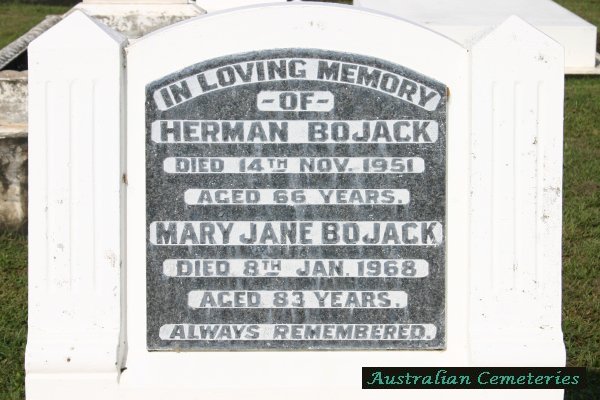 IN LOVING MEMORY
-OF-
HERMAN BOJACK
DIED 14TH NOV. 1951
AGED 66 YEARS.
MARY JANE BOJACK
DIED 8TH JAN. 1968
AGED 83 YEARS.
ALWAYS REMEMBERED.
Australian Cemeteries